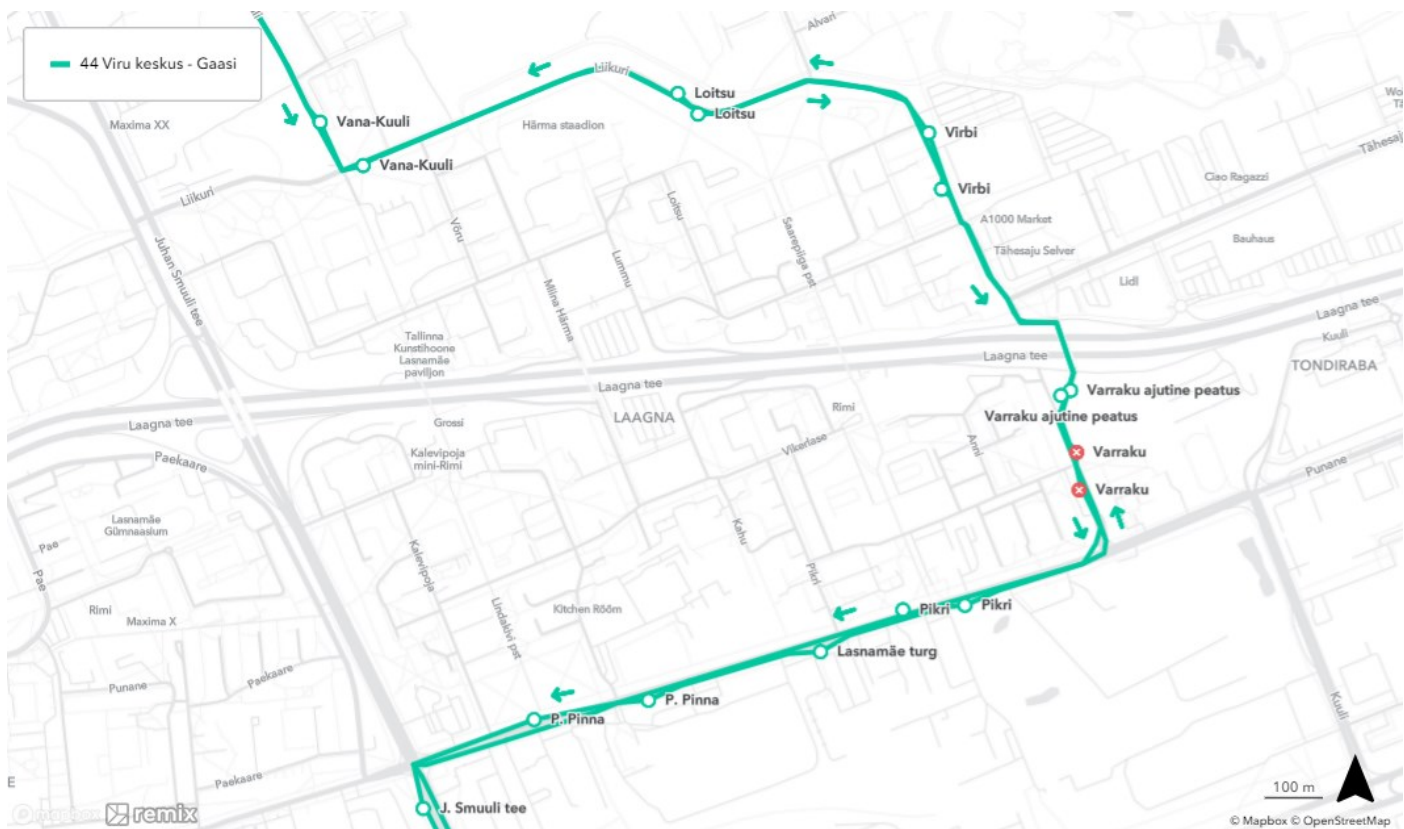 44 Viru keskus - Gaasi
Alvari
Liikuri
Loitsu
Loitsu
Maxima XX
Vana-Kuuli
Härma staadion
Virbi
Vana-Kuuli
Virbi
Tähesaju
Ciao Ragazzi
Liikuri
Loitsu
Võru
Saarepiiga pst
A1000 Market
Tähesaju Selver
Bauhaus
Juhan Smuuli tee
Lummu
Miina Härma
Lidl
Laagna tee
Kuuli
Tallinna
Kunstihoone
Lasnamäe
paviljon
Laagna tee
TONDIRABA
Laagna tee
Varraku ajutine peatus
Laagna tee
Grossi
LAAGNA
Rimi
Varraku ajutine peatus
Paekaare
Kalevipoja
mini-Rimi
Vikerlase
Anni
Varraku
Punane
Varraku
Lasnamäe
Gümnaasium
Pae
Pae
Kalevipoja
Kahu
Pikri
Rimi
Maxima X
Lindakivi pst
Kitchen Rööm
Pikri
Pikri
Lasnamäe turg
Paekaare
Punane
P. Pinna
P. Pinna
Kuuli
Paekaare
E
J. Smuuli tee
100 m
mapbox
remix
© Mapbox © OpenStreetMap